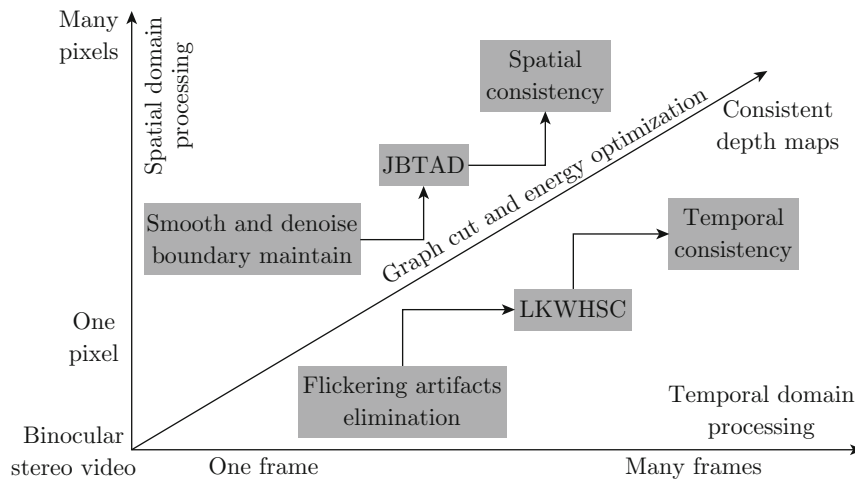 Many
pixels
Spatial domain
processing
Spatial
consistency
JBTAD
Consistent
depth maps
Smooth and denoise
boundary maintain
Graph cut and energy optimization
Temporal
consistency
LKWHSC
One
pixel
Flickering artifacts
elimination
Temporal domain
processing
Binocular
stereo video
One frame
Many frames